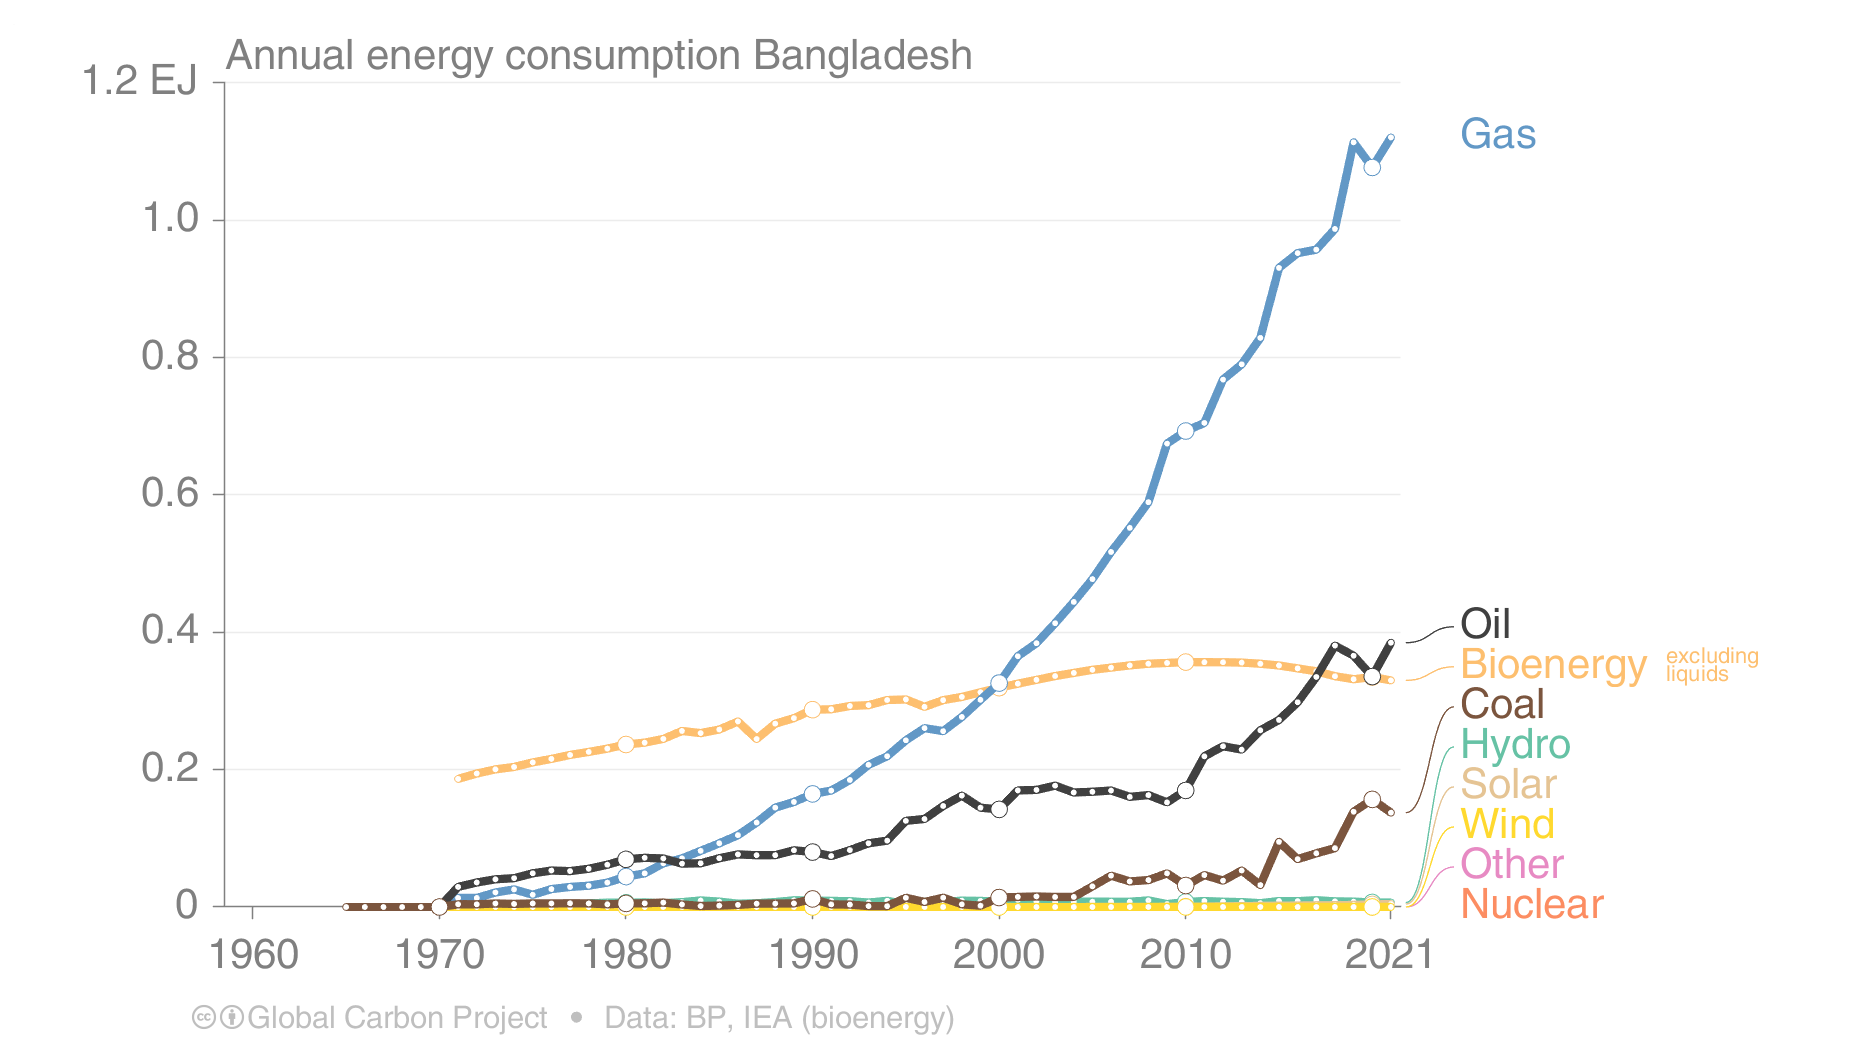 Annual energy consumption Bangladesh
1.2 EJ
1.0
0.8
0.6
0.4
0.2
0
1960 1970 1980 1990 2000 2010 2021
Gas
Oil
Bioenergy excluding liquids
Coal
Hydro
Solar
Wind
Other
Nuclear
cc Global Carbon Project • Data: BP, IEA (bioenergy)